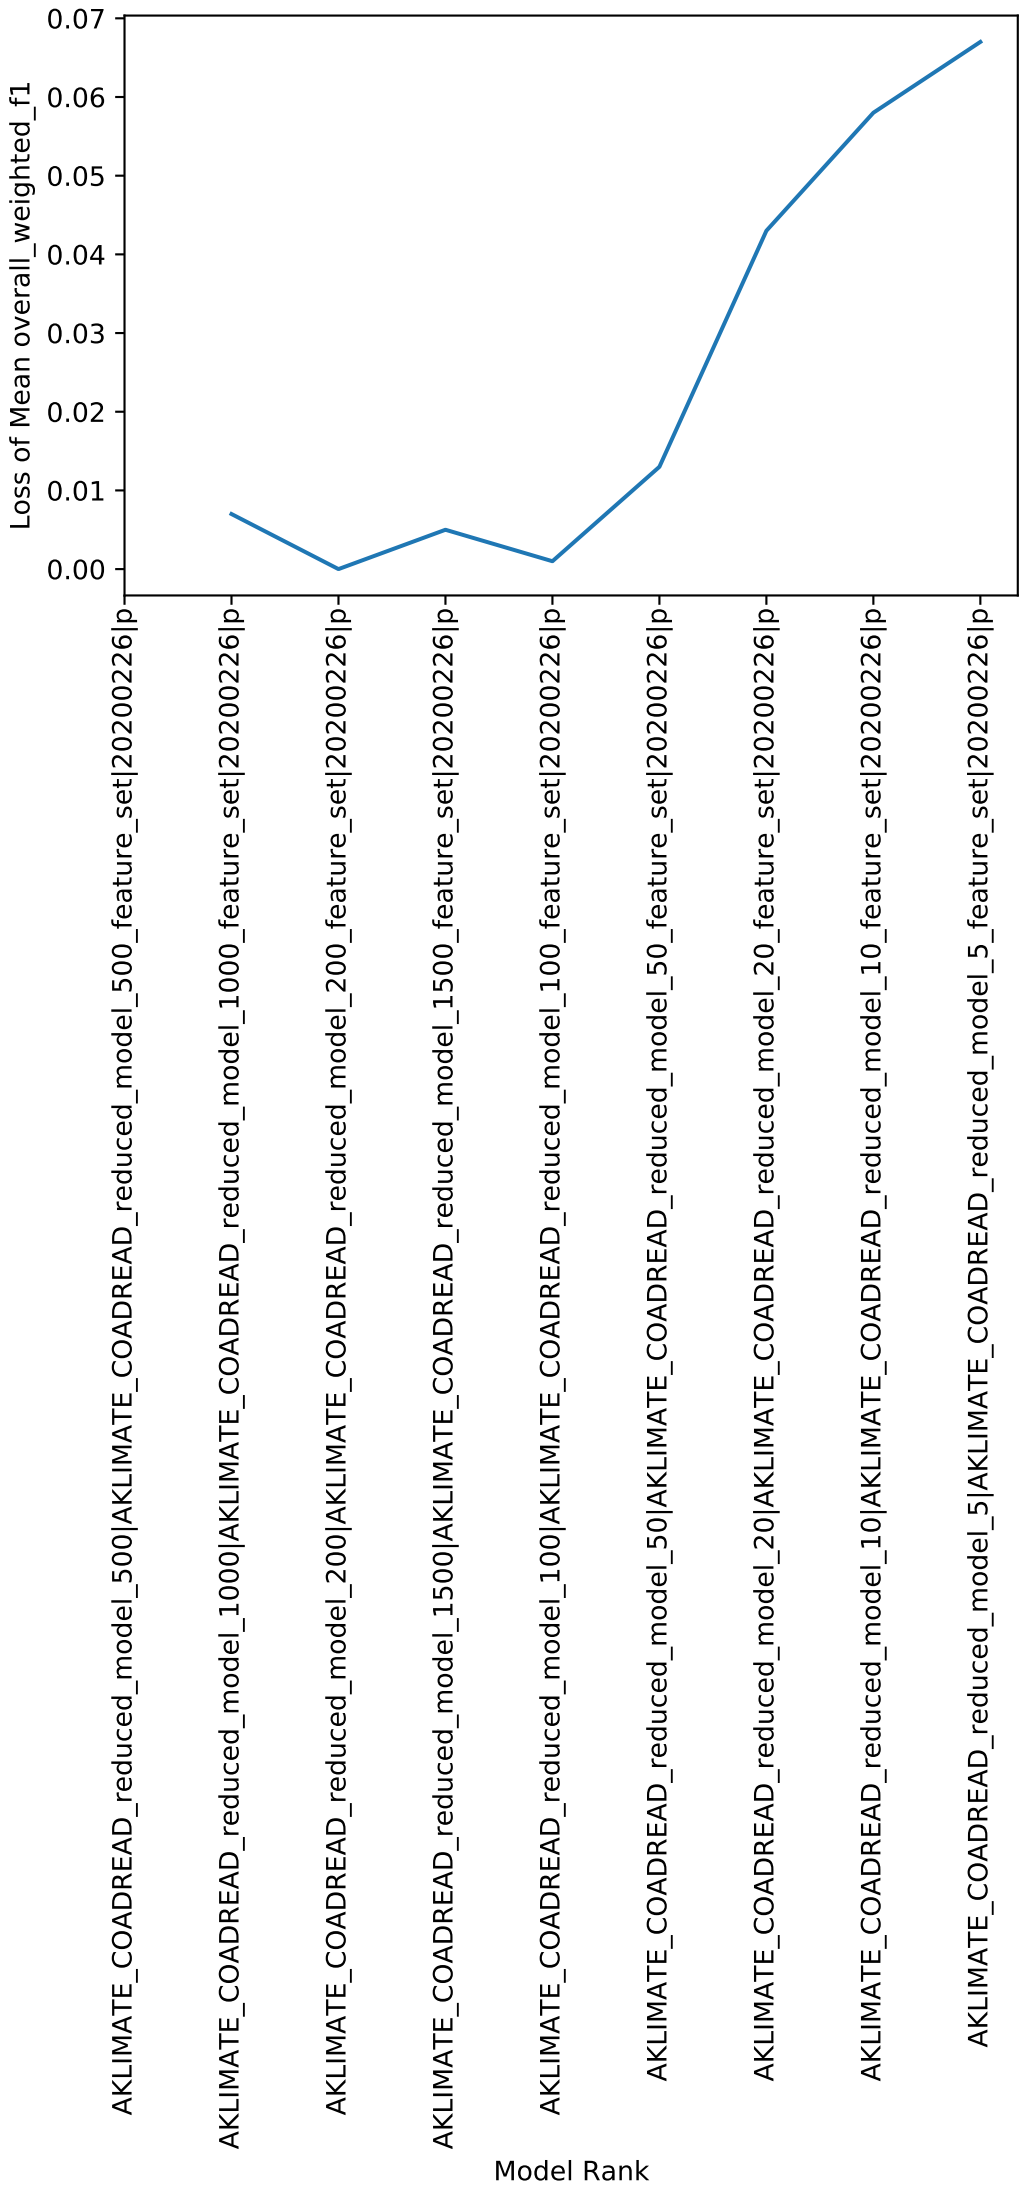 0.07
0.06
0.05
0.04
0.03
0.02
0.01
0.00
Loss of Mean overall_weighted_f1
AKLIMATE_COADREAD_reduced_model_500|AKLIMATE_COADREAD_reduced_model_500_feature_set|20200226|p
AKLIMATE_COADREAD_reduced_model_1000|AKLIMATE_COADREAD_reduced_model_1000_feature_set|20200226|p
AKLIMATE_COADREAD_reduced_model_200|AKLIMATE_COADREAD_reduced_model_200_feature_set|20200226|p
AKLIMATE_COADREAD_reduced_model_1500|AKLIMATE_COADREAD_reduced_model_1500_feature_set|20200226|p
AKLIMATE_COADREAD_reduced_model_100|AKLIMATE_COADREAD_reduced_model_100_feature_set|20200226|p
AKLIMATE_COADREAD_reduced_model_50|AKLIMATE_COADREAD_reduced_model_50_feature_set|20200226|p
AKLIMATE_COADREAD_reduced_model_20|AKLIMATE_COADREAD_reduced_model_20_feature_set|20200226|p
AKLIMATE_COADREAD_reduced_model_10|AKLIMATE_COADREAD_reduced_model_10_feature_set|20200226|p
AKLIMATE_COADREAD_reduced_model_5|AKLIMATE_COADREAD_reduced_model_5_feature_set|20200226|p
Model Rank